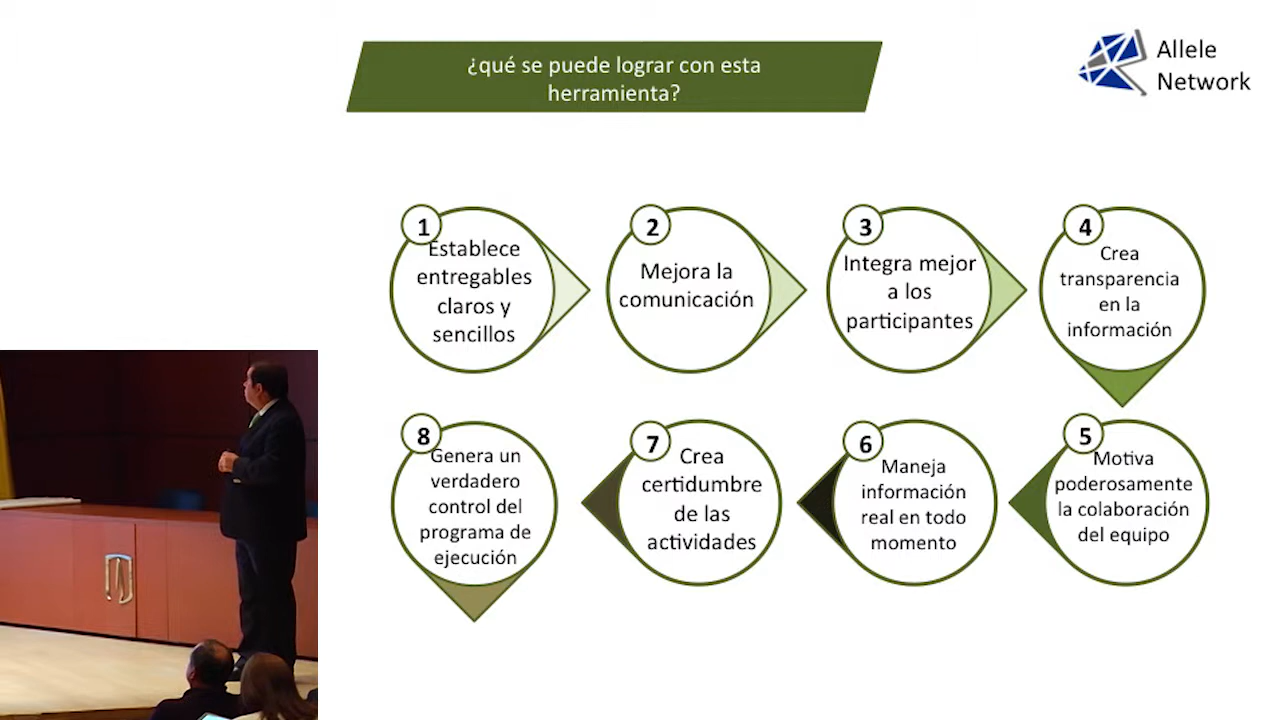 ¿qué se puede lograr con esta
herramienta?
Allele
Network
1
Establece
entregables
claros y
sencillos
2
Mejora la
comunicación
3
Integra mejor
a los
participantes
4
Crea
transparencia
en la
información
5
Motiva
poderosamente
la colaboración
del equipo
6
Maneja
información
real en todo
momento
7
Crea
certidumbre
de las
actividades
8
Genera un
verdadero
control del
programa de
ejecución